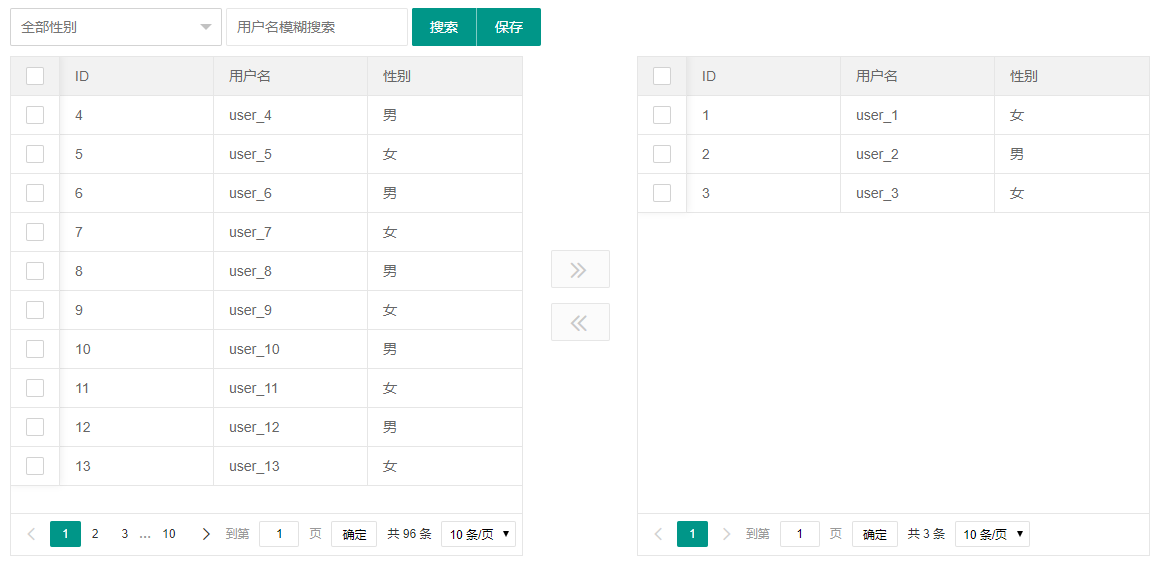 全部性别 用户名模糊搜索 搜索 保存
ID 用户名 性别
4 user_4 男
5 user_5 女
6 user_6 男
7 user_7 女
8 user_8 男
9 user_9 女
10 user_10 男
11 user_11 女
12 user_12 男
13 user_13 女
1 2 3 … 10 到第 1 页 确定 共 96 条 10 条/页
ID 用户名 性别
1 user_1 女
2 user_2 男
3 user_3 女
1 到第 1 页 确定 共 3 条 10 条/页